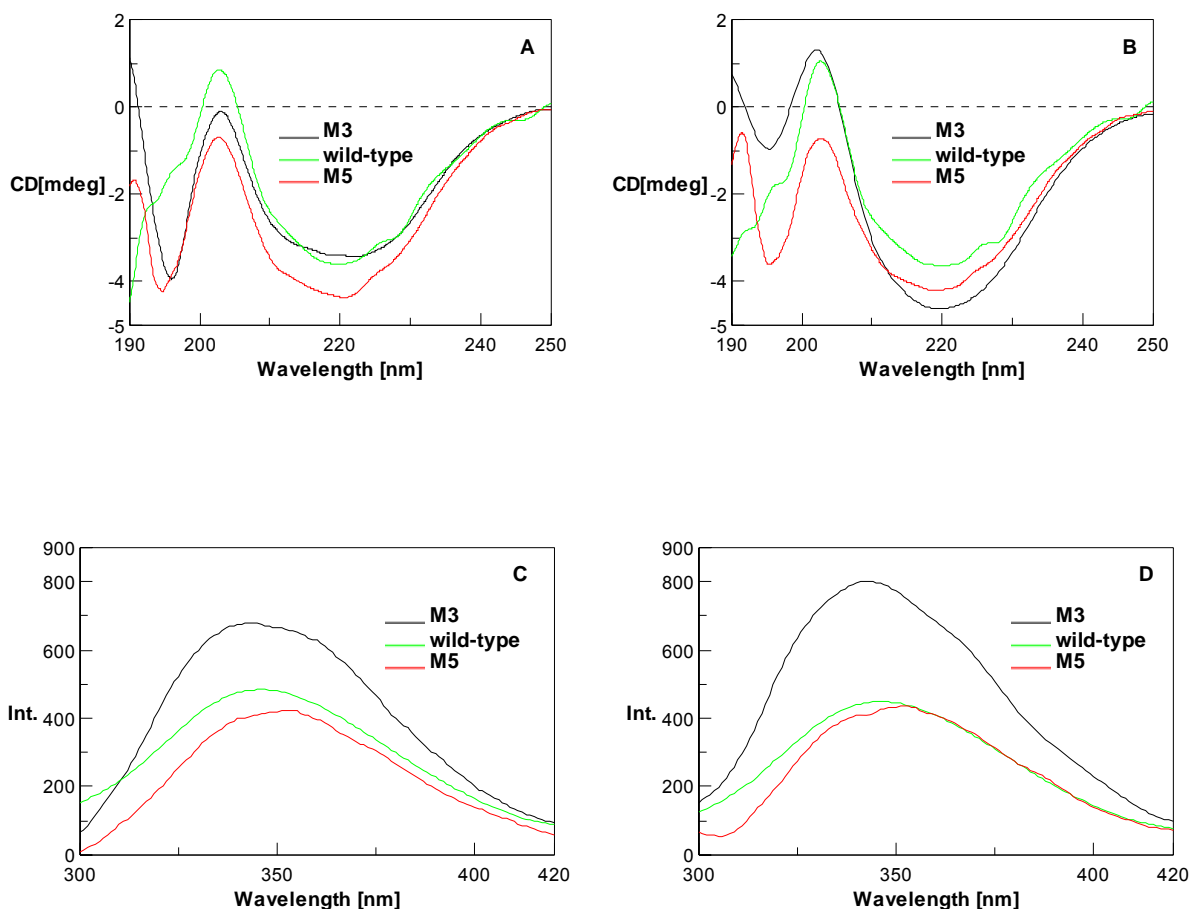 A
2
0
-2
-4
-5
CD[mdeg]
M3
wild-type
M5
190
200
220
240
250
Wavelength [nm]
B
2
0
-2
-4
-5
CD[mdeg]
M3
wild-type
M5
190
200
220
240
250
Wavelength [nm]
C
900
800
600
400
200
0
Int.
M3
wild-type
M5
300
350
400
420
Wavelength [nm]
D
900
800
600
400
200
0
Int.
M3
wild-type
M5
300
350
400
420
Wavelength [nm]